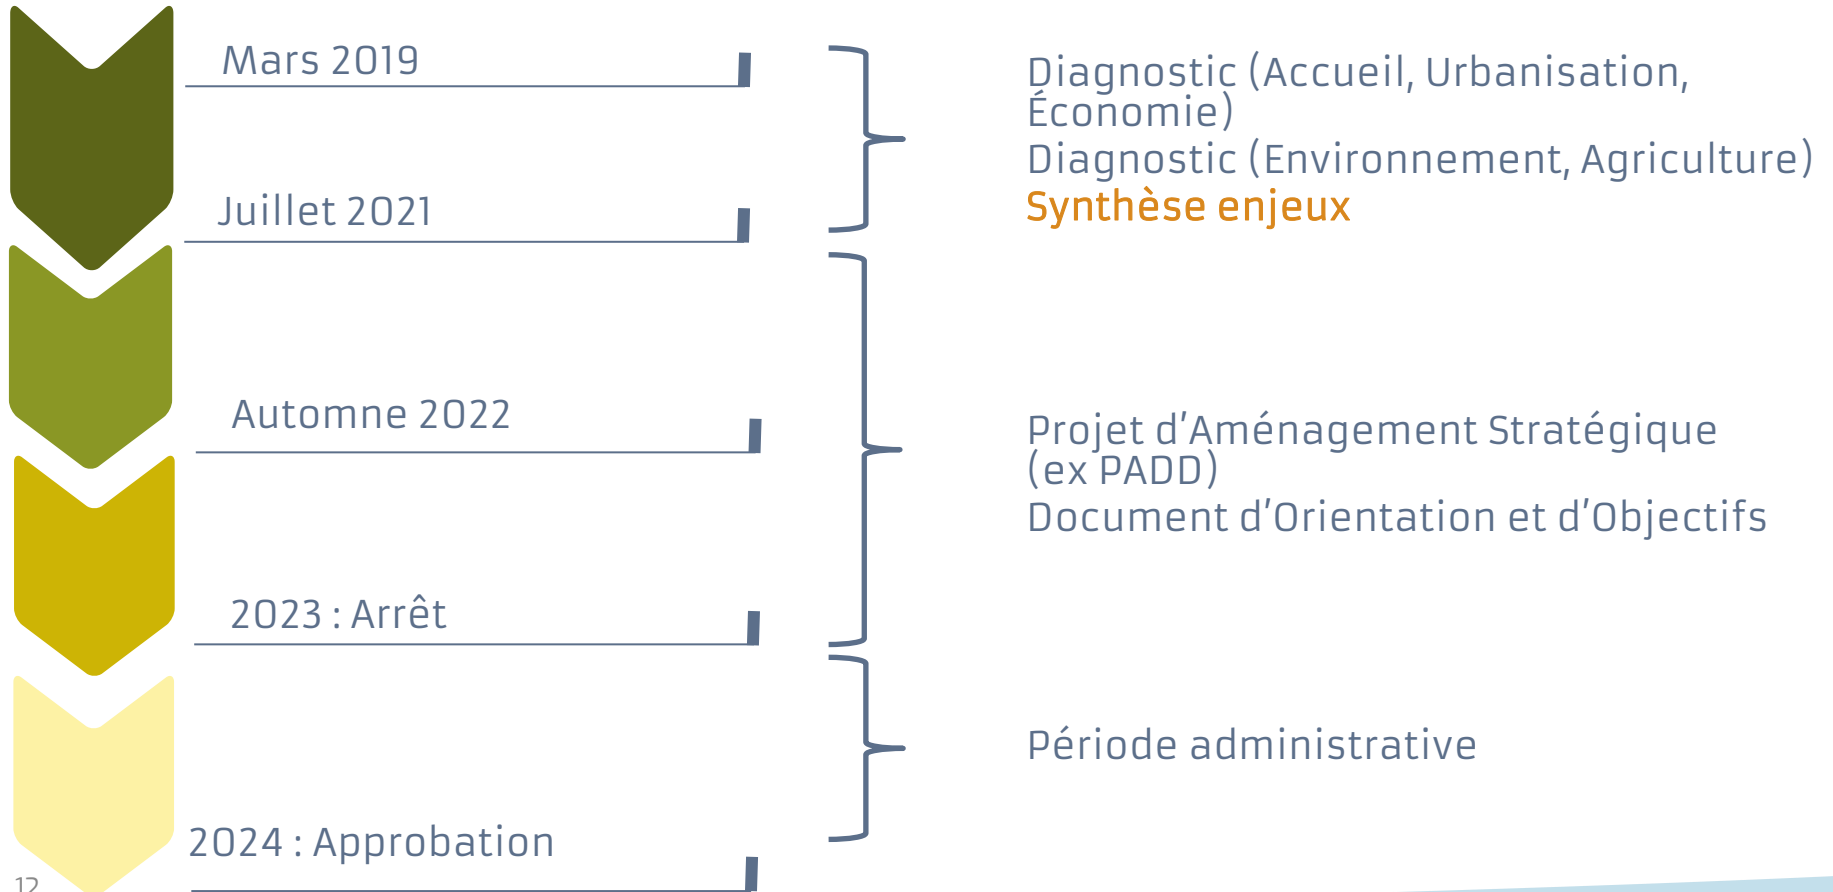 Mars 2019
Diagnostic (Accueil, Urbanisation,
Économie)
Diagnostic (Environnement, Agriculture)
Synthèse enjeux
Juillet 2021
Automne 2022
Projet d’Aménagement Stratégique
(ex PADD)
Document d’Orientation et d’Objectifs
2023 : Arrêt
Période administrative
2024 : Approbation
12